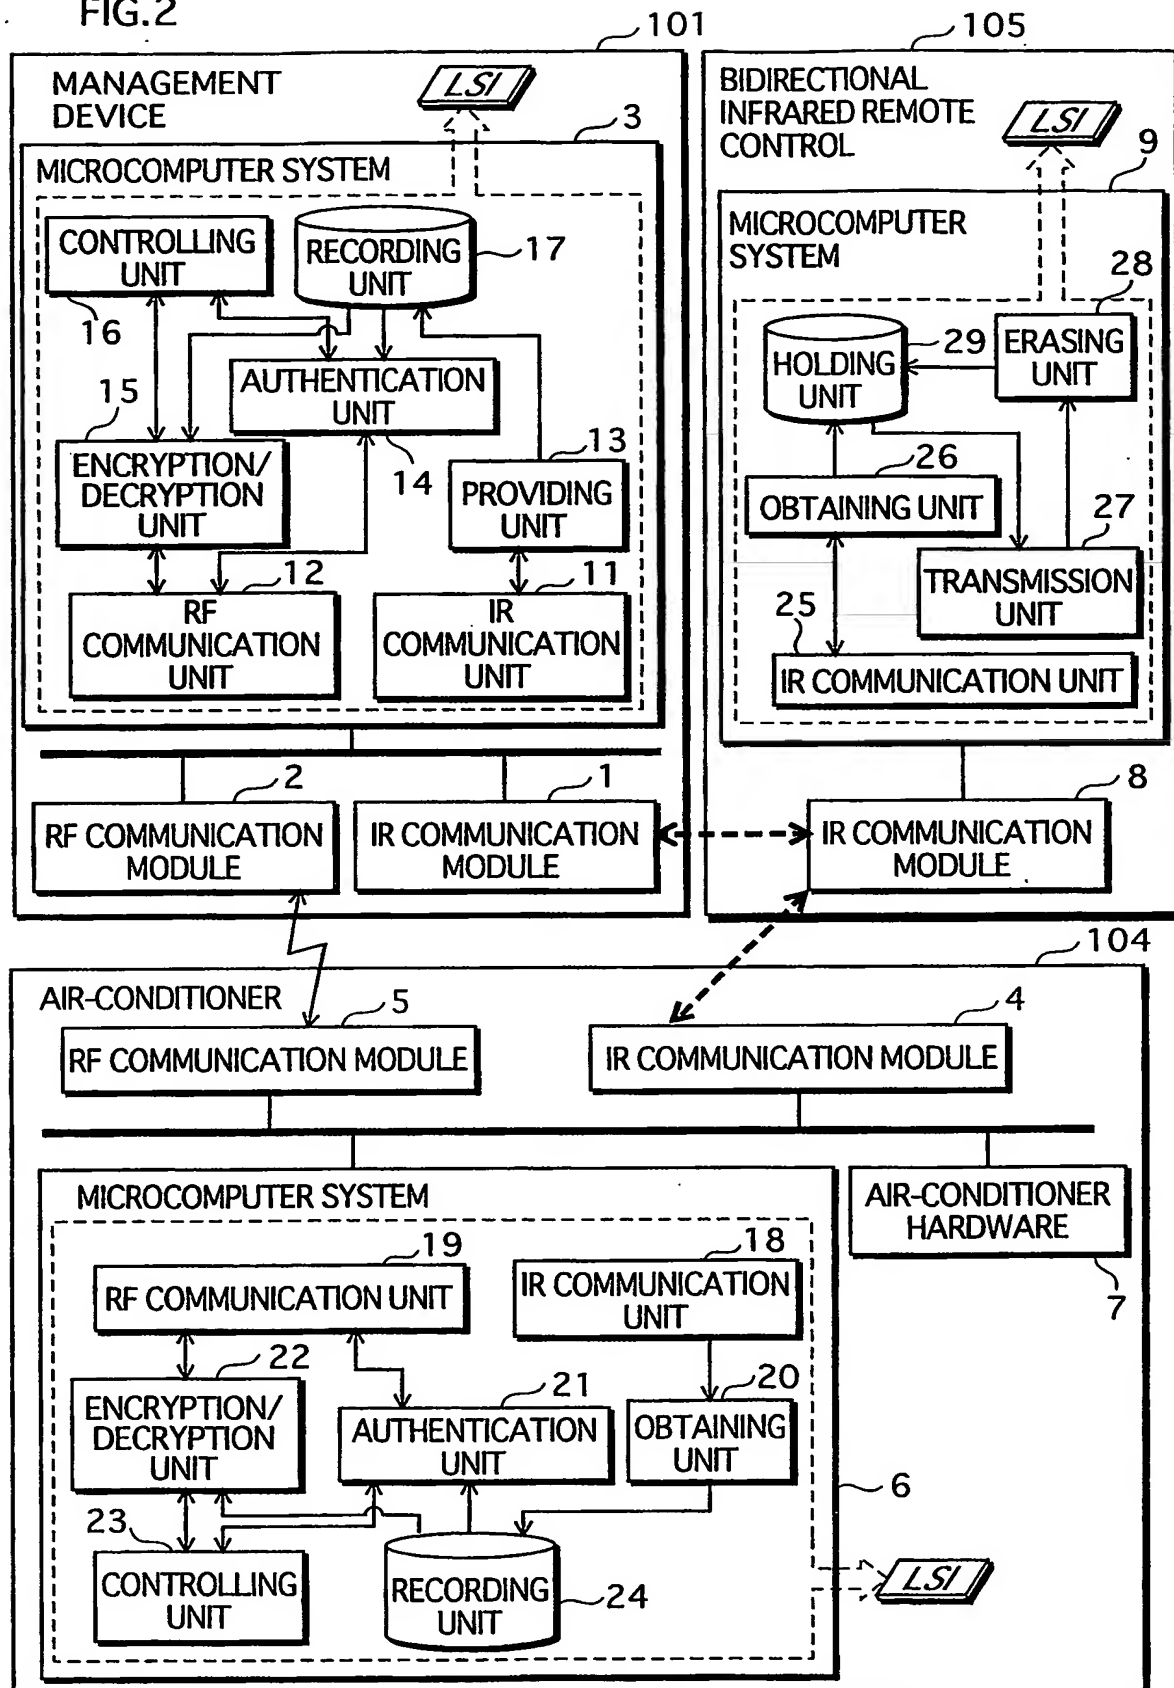 FIG.2
101
MANAGEMENT
DEVICE
LSI
3
MICROCOMPUTER SYSTEM
CONTROLLING
UNIT
16
RECORDING
UNIT
17
15
AUTHENTICATION
UNIT
14
ENCRYPTION/
DECRYPTION
UNIT
13
PROVIDING
UNIT
12
RF
COMMUNICATION
UNIT
11
IR
COMMUNICATION
UNIT
2
RF COMMUNICATION
MODULE
1
IR COMMUNICATION
MODULE
105
BIDIRECTIONAL
INFRARED REMOTE
CONTROL
LSI
9
MICROCOMPUTER
SYSTEM
28
HOLDING
UNIT
29
ERASING
UNIT
26
OBTAINING UNIT
27
TRANSMISSION
UNIT
25
IR COMMUNICATION UNIT
8
IR COMMUNICATION
MODULE
104
AIR-CONDITIONER
5
RF COMMUNICATION MODULE
4
IR COMMUNICATION MODULE
MICROCOMPUTER SYSTEM
AIR-CONDITIONER
HARDWARE
7
19
RF COMMUNICATION UNIT
18
IR COMMUNICATION
UNIT
22
ENCRYPTION/
DECRYPTION
UNIT
21
AUTHENTICATION
UNIT
20
OBTAINING
UNIT
6
23
CONTROLLING
UNIT
RECORDING
UNIT
24
LSI